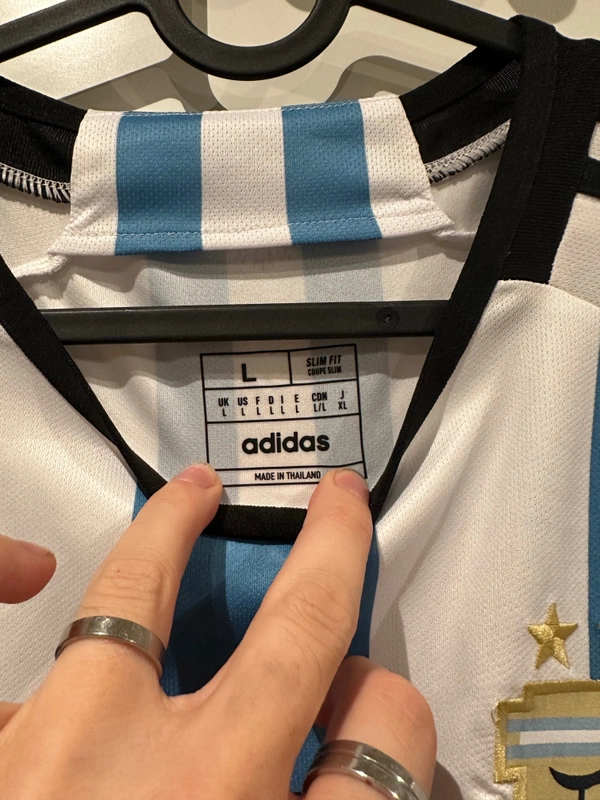 L
SLIM FIT
COUPE SLIM
UK US F D I E CDN J
L L L L L L L/L XL
adidas
MADE IN THAILAND